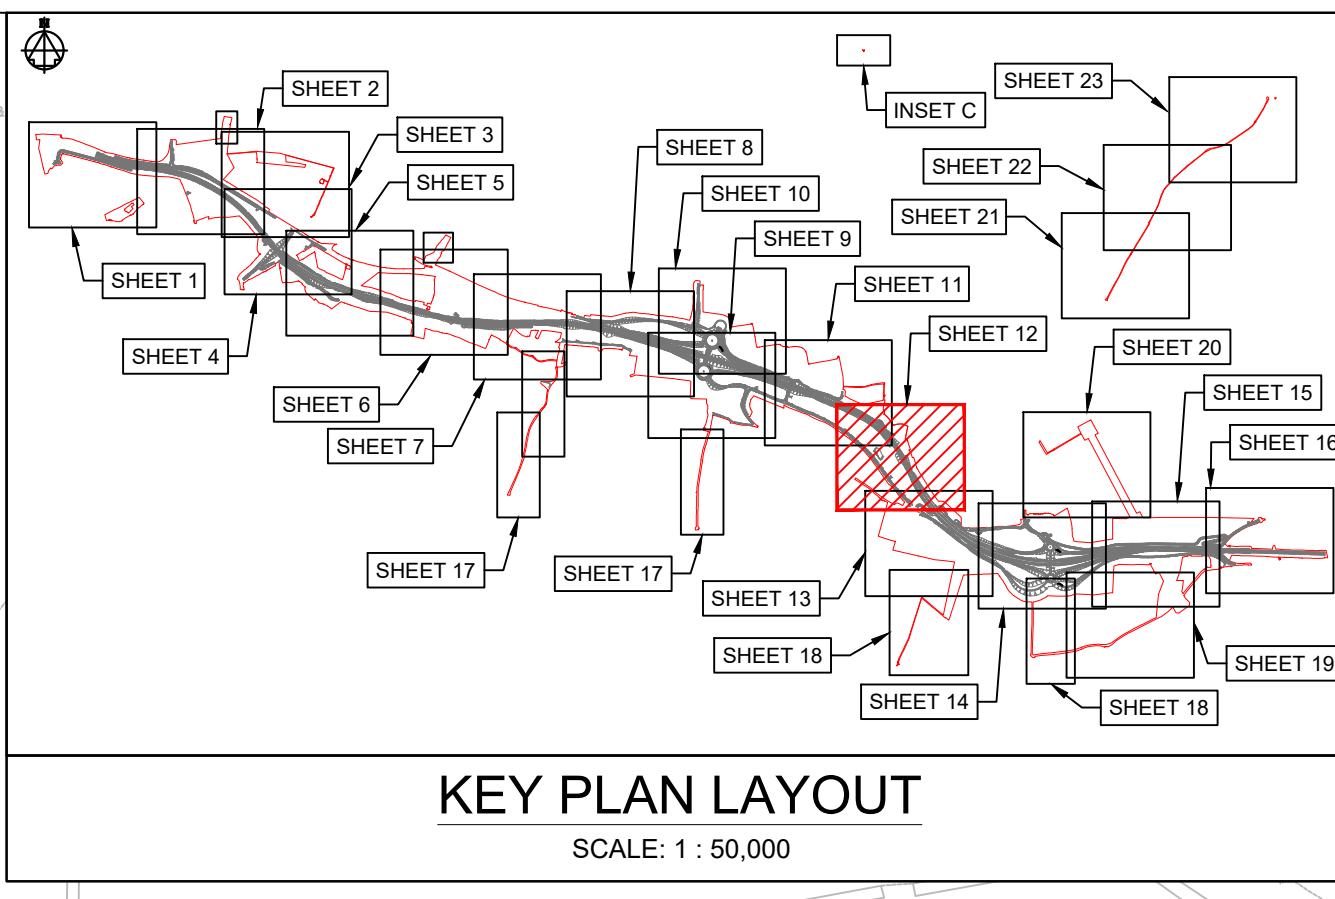 SHEET 2
SHEET 3
SHEET 5
SHEET 1
SHEET 4
SHEET 6
SHEET 7
SHEET 8
SHEET 10
SHEET 9
SHEET 11
SHEET 12
INSET C
SHEET 23
SHEET 22
SHEET 21
SHEET 20
SHEET 15
SHEET 16
SHEET 17
SHEET 17
SHEET 13
SHEET 18
SHEET 14
SHEET 18
SHEET 19
KEY PLAN LAYOUT
SCALE: 1 : 50,000